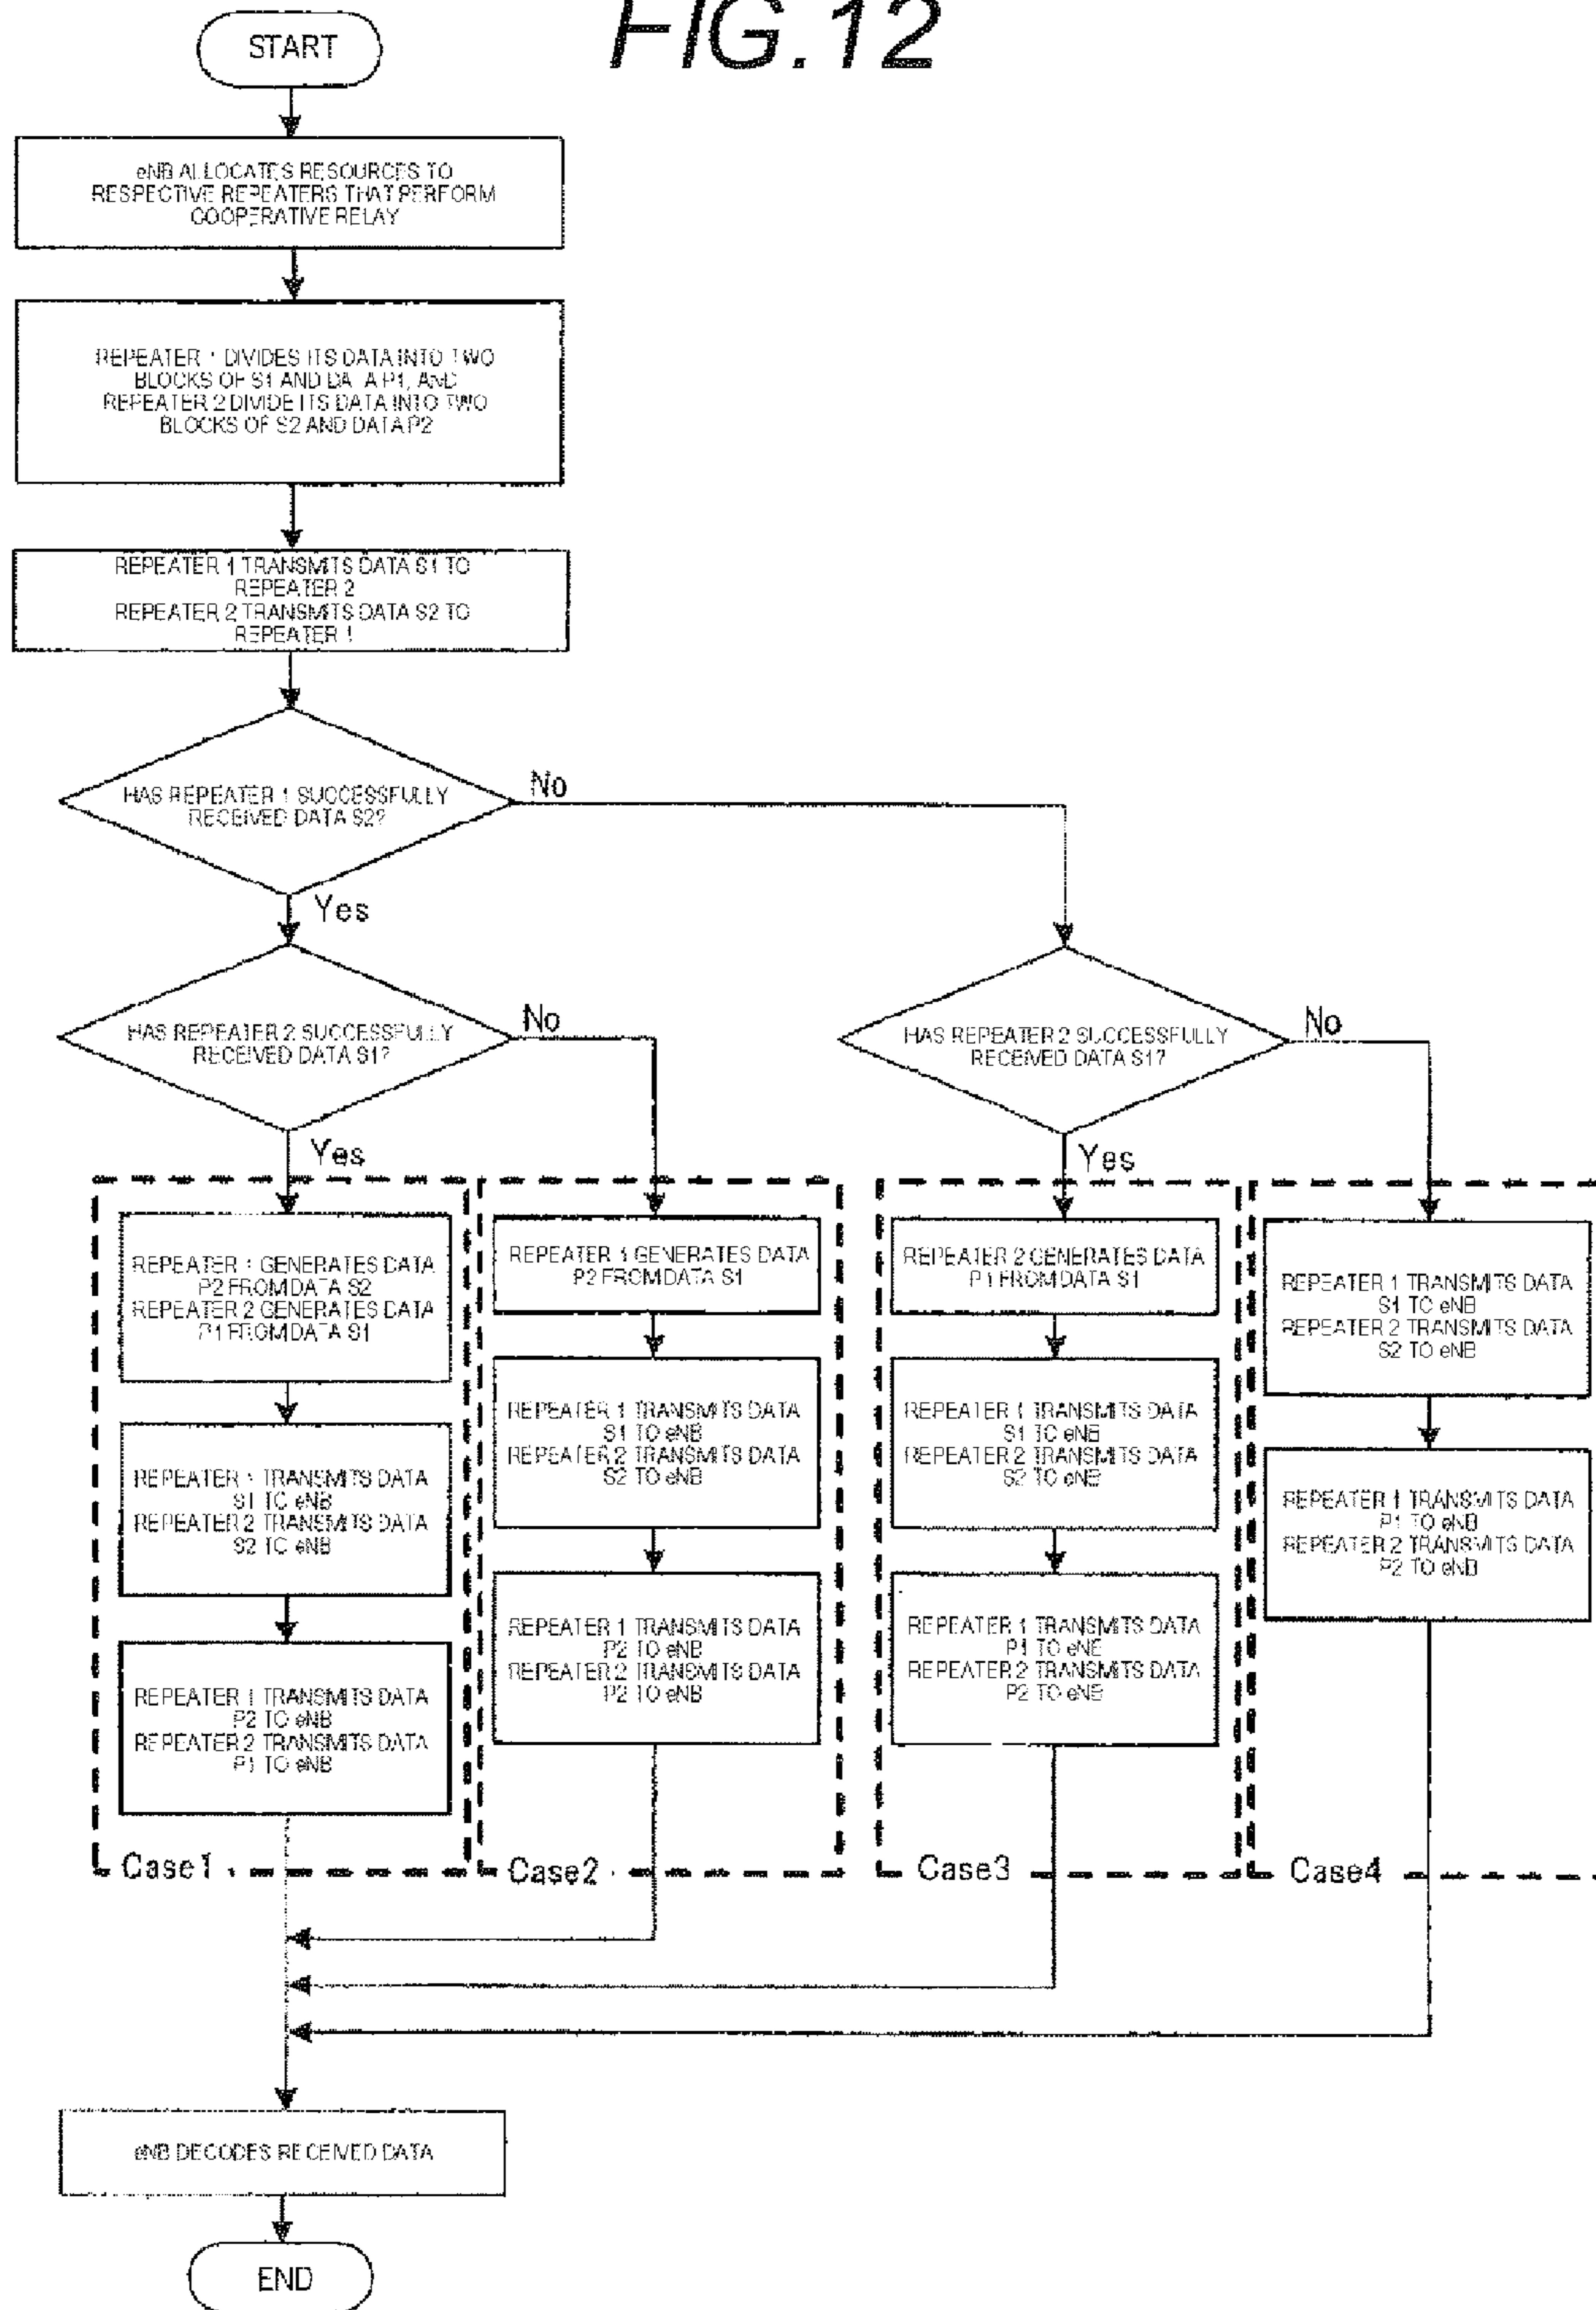 FIG.12
START
eNB ALLOCATES RESOURCES TO
RESPECTIVE REPEATERS THAT PERFORM
COOPERATIVE RELAY
REPEATER 1 DIVIDES ITS DATA INTO TWO
BLOCKS OF S1 AND DATA P1, AND
REPEATER 2 DIVIDE ITS DATA INTO TWO
BLOCKS OF S2 AND DATA P2
REPEATER 1 TRANSMITS DATA S1 TO
REPEATER 2
REPEATER 2 TRANSMITS DATA S2 TO
REPEATER 1
HAS REPEATER 1 SUCCESSFULLY
RECEIVED DATA S2?
No
Yes
HAS REPEATER 2 SUCCESSFULLY
RECEIVED DATA S1?
No
Yes
HAS REPEATER 2 SUCCESSFULLY
RECEIVED DATA S1?
No
Yes
REPEATER 1 GENERATES DATA
P2 FROM DATA S2
REPEATER 2 GENERATES DATA
P1 FROM DATA S1
REPEATER 1 TRANSMITS DATA
S1 TO eNB
REPEATER 2 TRANSMITS DATA
S2 TO eNB
REPEATER 1 TRANSMITS DATA
P2 TO eNB
REPEATER 2 TRANSMITS DATA
P1 TO eNB
Case1
REPEATER 1 GENERATES DATA
P2 FROM DATA S1
REPEATER 1 TRANSMITS DATA
S1 TO eNB
REPEATER 2 TRANSMITS DATA
S2 TO eNB
REPEATER 1 TRANSMITS DATA
P2 TO eNB
REPEATER 2 TRANSMITS DATA
P2 TO eNB
Case2
REPEATER 2 GENERATES DATA
P1 FROM DATA S1
REPEATER 1 TRANSMITS DATA
S1 TO eNB
REPEATER 2 TRANSMITS DATA
S2 TO eNB
REPEATER 1 TRANSMITS DATA
P1 TO eNB
REPEATER 2 TRANSMITS DATA
P2 TO eNB
Case3
REPEATER 1 TRANSMITS DATA
S1 TO eNB
REPEATER 2 TRANSMITS DATA
S2 TO eNB
REPEATER 1 TRANSMITS DATA
P1 TO eNB
REPEATER 2 TRANSMITS DATA
P2 TO eNB
Case4
eNB DECODES RECEIVED DATA
END